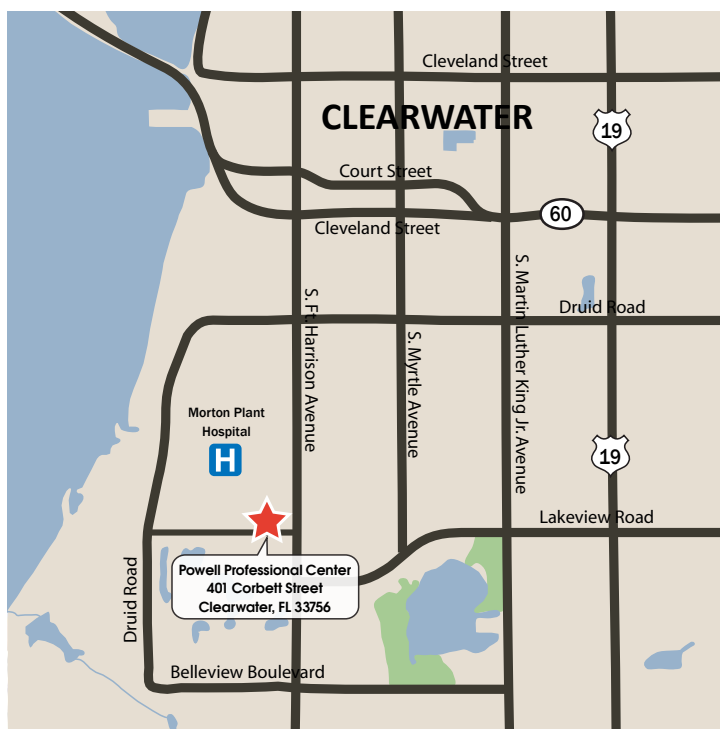 Cleveland Street
CLEARWATER
19
Court Street
60
Cleveland Street
S. Martin Luther King Jr. Avenue
S. Ft. Harrison Avenue
Druid Road
S. Myrtle Avenue
Morton Plant
Hospital
H
19
Lakeview Road
Powell Professional Center
401 Corbett Street
Clearwater, FL 33756
Druid Road
Belleview Boulevard